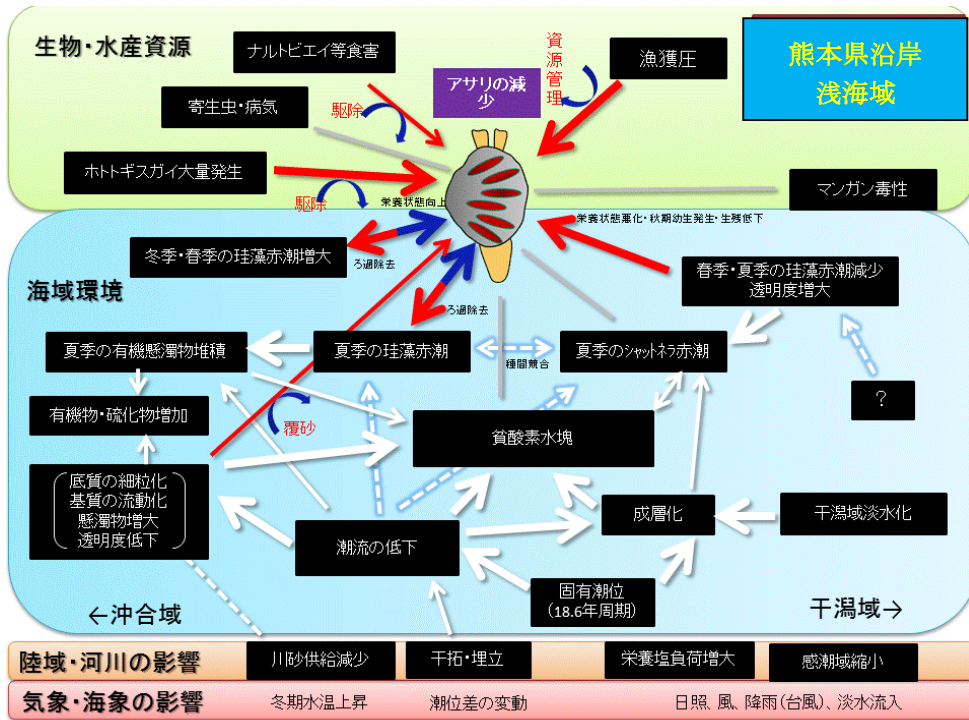 生物・水産資源
ナルトビエイ等食害
資源管理
漁獲圧
熊本県沿岸
浅海域
アサリの減
少
寄生虫・病気
駆除
ホトトギスガイ大量発生
マンガン毒性
駆除
栄養状態向上
栄養状態悪化・秋期幼生発生・生残低下
冬季・春季の珪藻赤潮増大
ろ過除去
春季・夏季の珪藻赤潮減少
透明度増大
海域環境
ろ過除去
夏季の有機懸濁物堆積
夏季の珪藻赤潮
種間競合
夏季のシャットネラ赤潮
?
有機物・硫化物増加
覆砂
貧酸素水塊
底質の細粒化
基質の流動化
懸濁物増大
透明度低下
成層化
干潟域淡水化
潮流の低下
固有潮位
(18.6年周期)
←沖合域
干潟域→
陸域・河川の影響
川砂供給減少
干拓・埋立
栄養塩負荷増大
感潮域縮小
気象・海象の影響
冬期水温上昇
潮位差の変動
日照、風、降雨(台風)、淡水流入